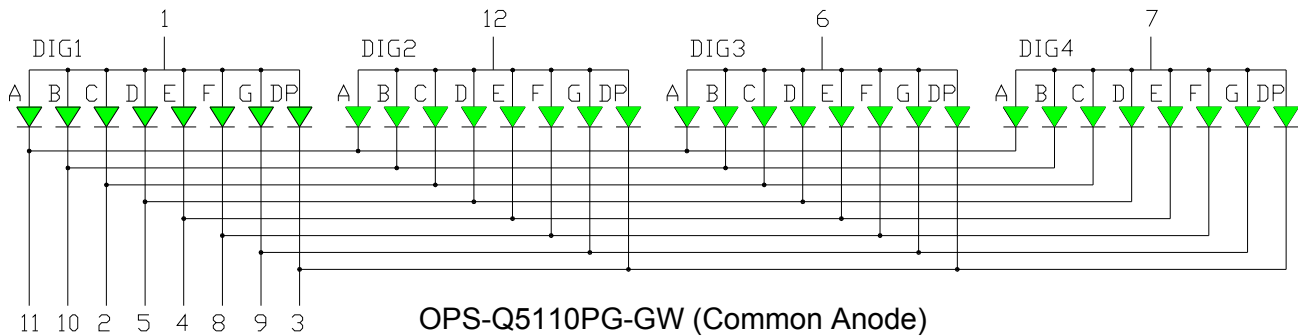 1 12 6 7
DIG1 DIG2 DIG3 DIG4
A B C D E F G DP A B C D E F G DP A B C D E F G DP A B C D E F G DP
11 10 2 5 4 8 9 3
OPS-Q5110PG-GW (Common Anode)